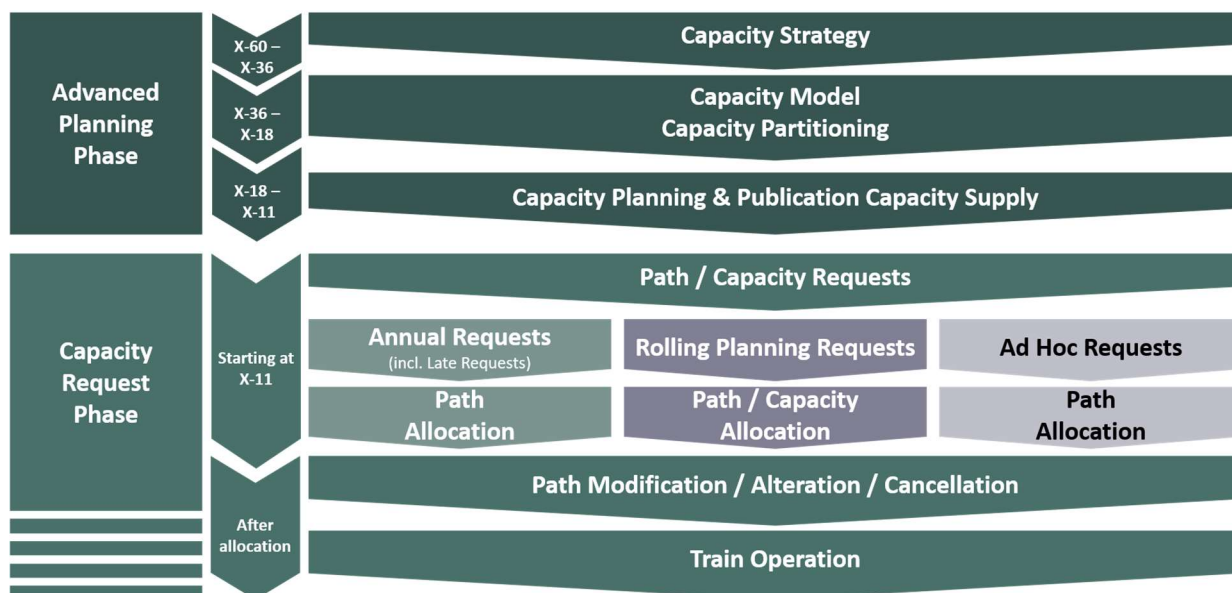 Advanced
Planning
Phase
X-60 –
X-36
Capacity Strategy
X-36 –
X-18
Capacity Model
Capacity Partitioning
X-18 –
X-11
Capacity Planning & Publication Capacity Supply
Capacity
Request
Phase
Starting at
X-11
Path / Capacity Requests
Annual Requests
(incl. Late Requests)
Rolling Planning Requests
Ad Hoc Requests
Path
Allocation
Path / Capacity
Allocation
Path
Allocation
After
allocation
Path Modification / Alteration / Cancellation
Train Operation